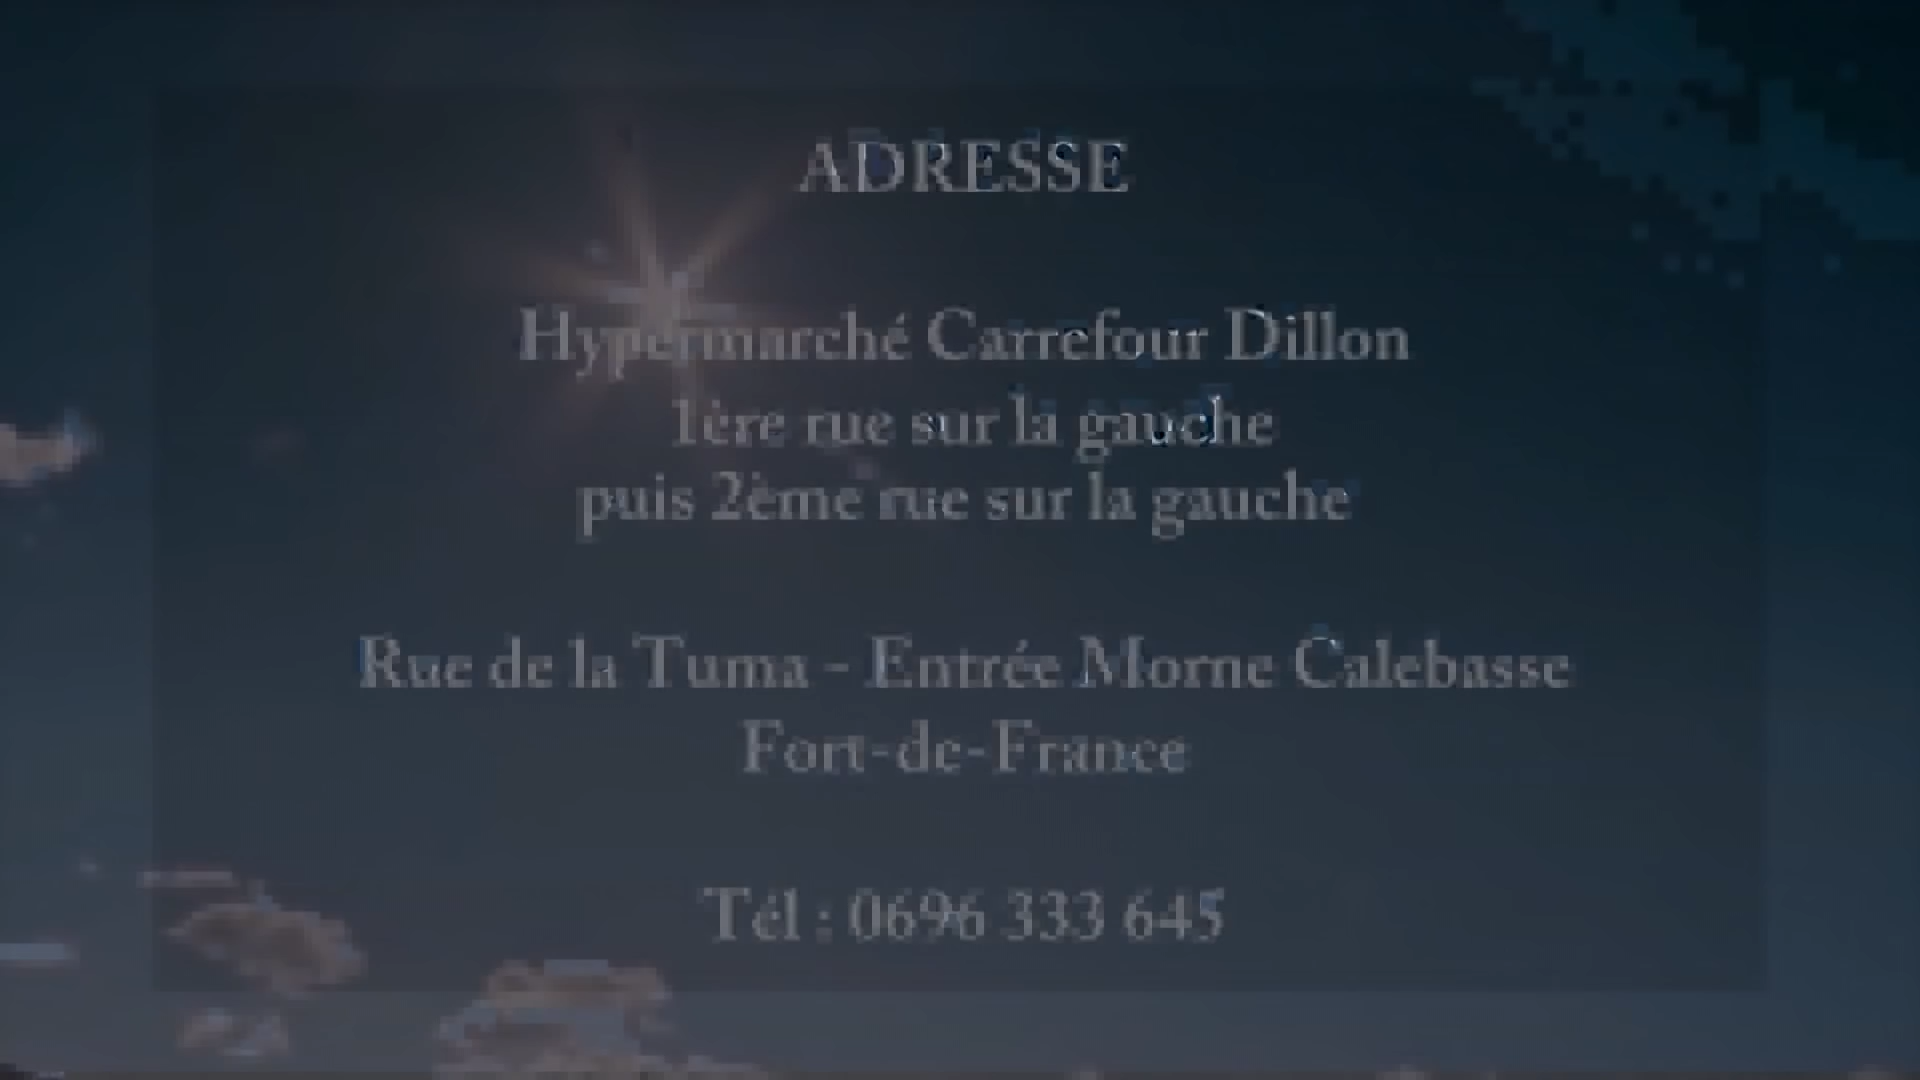 ADRESSE
Hypermarché Carrefour Dillon
1ère rue sur la gauche
puis 2ème rue sur la gauche
Rue de la Tuma - Entrée Morne Calebasse
Fort-de-France
Tél : 0696 333 645